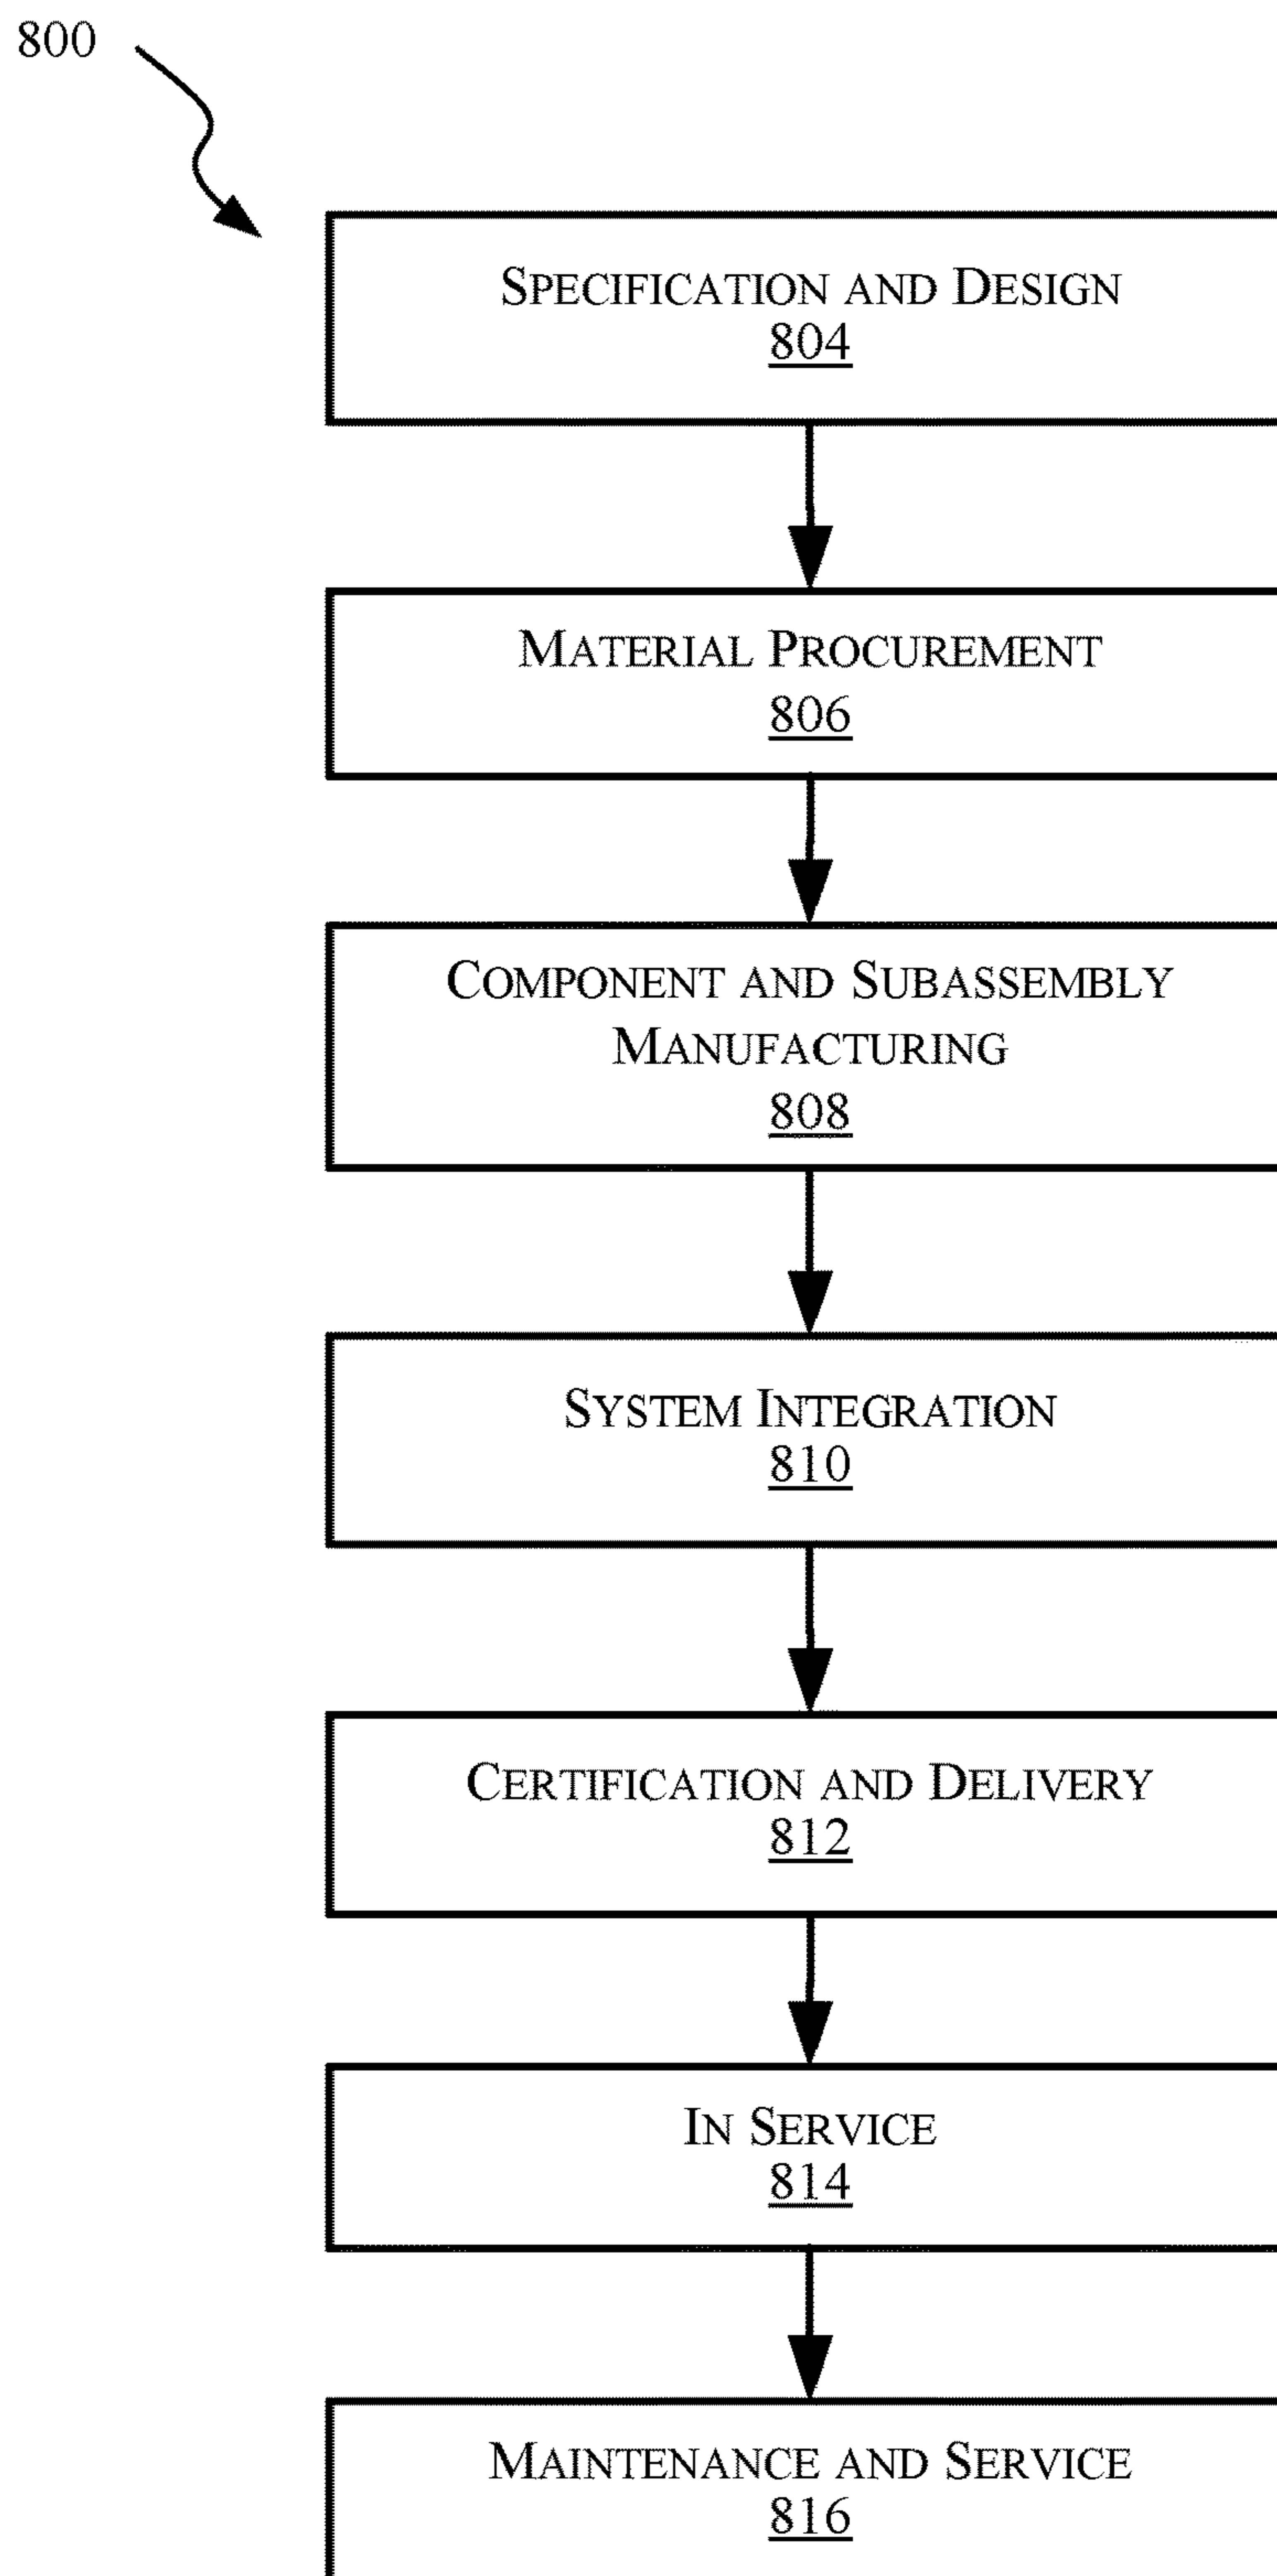 800
SPECIFICATION AND DESIGN
804
MATERIAL PROCUREMENT
806
COMPONENT AND SUBASSEMBLY
MANUFACTURING
808
SYSTEM INTEGRATION
810
CERTIFICATION AND DELIVERY
812
IN SERVICE
814
MAINTENANCE AND SERVICE
816